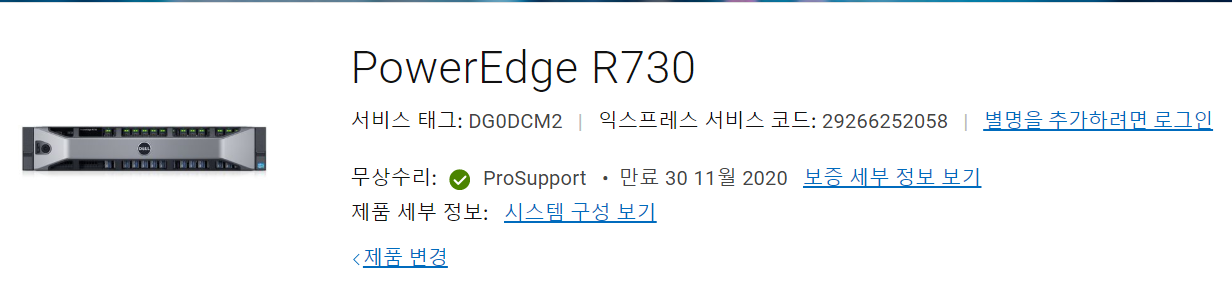 PowerEdge R730
서비스 태그: DG0DCM2 | 익스프레스 서비스 코드: 29266252058 | 별명을 추가하려면 로그인
무상수리: ProSupport • 만료 30 11월 2020 보증 세부 정보 보기
제품 세부 정보: 시스템 구성 보기
<제품 변경
DELL